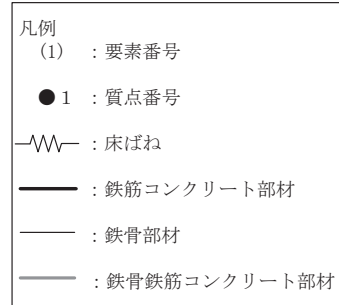 凡例
(1) ：要素番号
●1 ：質点番号
：床ばね
：鉄筋コンクリート部材
：鉄骨部材
：鉄骨鉄筋コンクリート部材